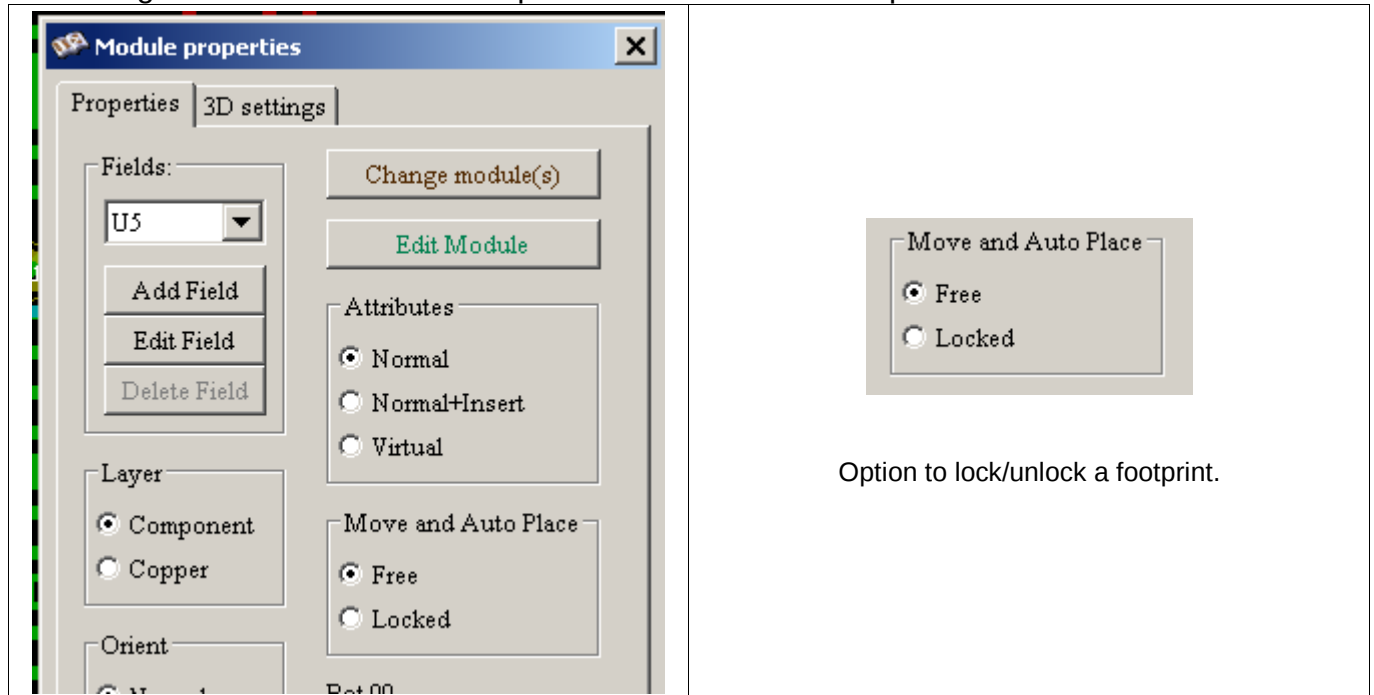 Module properties
Properties
3D settings
Fields:
U5
Add Field
Edit Field
Delete Field
Layer
Component
Copper
Orient
Change module(s)
Edit Module
Attributes
Normal
Normal+Insert
Virtual
Move and Auto Place
Free
Locked
Move and Auto Place
Free
Locked
Option to lock/unlock a footprint.